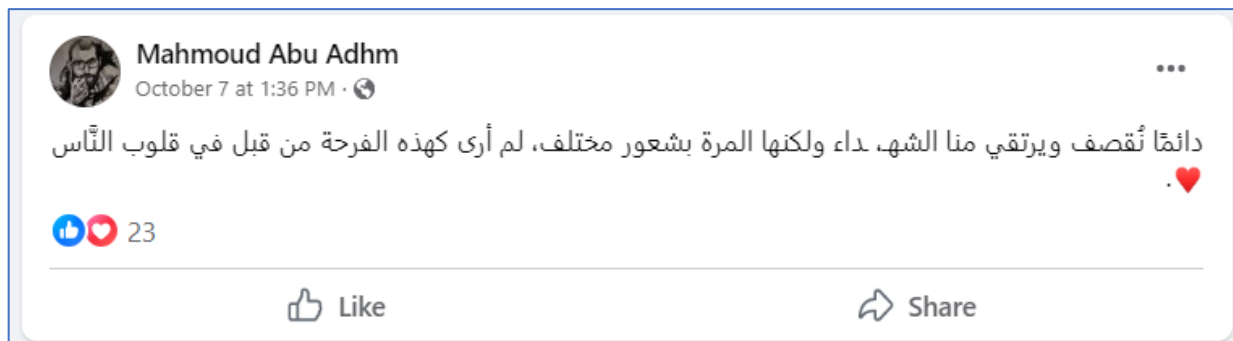 Mahmoud Abu Adhm
October 7 at 1:36 PM ·
دائمًا نُقصف ويرتقي منا الشهـ ـداء ولكنها المرة بشعور مختلف، لم أرى كهذه الفرحة من قبل في قلوب النَّاس
♥️ .
23
Like Share